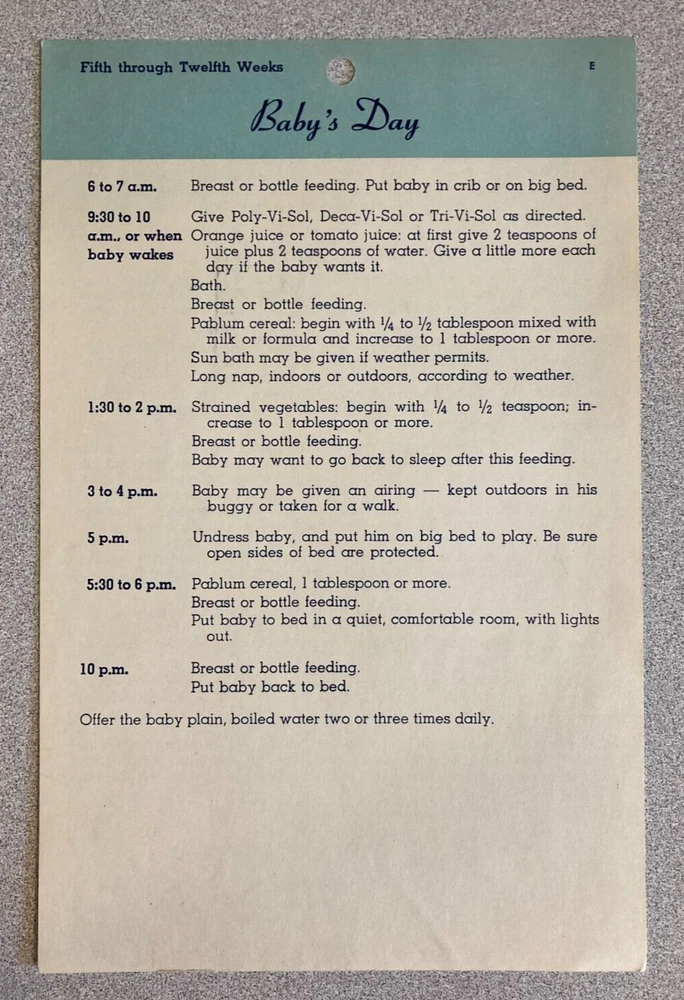 Fifth through Twelfth Weeks
E
Baby's Day
6 to 7 a.m. Breast or bottle feeding. Put baby in crib or on big bed.
9:30 to 10 Give Poly-Vi-Sol, Deca-Vi-Sol or Tri-Vi-Sol as directed.
a.m., or when Orange juice or tomato juice: at first give 2 teaspoons of
baby wakes juice plus 2 teaspoons of water. Give a little more each
day if the baby wants it.
Bath.
Breast or bottle feeding.
Pablum cereal: begin with ¼ to ½ tablespoon mixed with
milk or formula and increase to 1 tablespoon or more.
Sun bath may be given if weather permits.
Long nap, indoors or outdoors, according to weather.
1:30 to 2 p.m. Strained vegetables: begin with ¼ to ½ teaspoon; in-
crease to 1 tablespoon or more.
Breast or bottle feeding.
Baby may want to go back to sleep after this feeding.
3 to 4 p.m. Baby may be given an airing — kept outdoors in his
buggy or taken for a walk.
5 p.m. Undress baby, and put him on big bed to play. Be sure
open sides of bed are protected.
5:30 to 6 p.m. Pablum cereal, 1 tablespoon or more.
Breast or bottle feeding.
Put baby to bed in a quiet, comfortable room, with lights
out.
10 p.m. Breast or bottle feeding.
Put baby back to bed.
Offer the baby plain, boiled water two or three times daily.